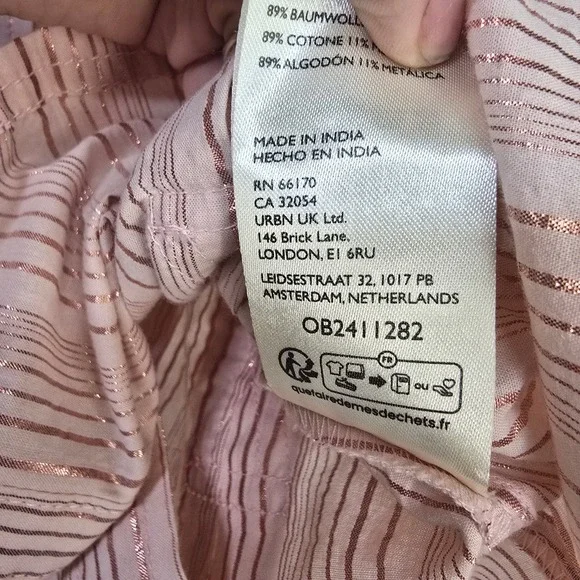 89% BAUMWOLL
89% COTONE 11%
89% ALGODÓN 11% METÁLICA
MADE IN INDIA
HECHO EN INDIA
RN 66170
CA 32054
URBN UK Ltd.
146 Brick Lane.
LONDON, E1 6RU
LEIDSESTRAAT 32, 1017 PB
AMSTERDAM, NETHERLANDS
OB2411282
FR
ou
quefairedemesdechets.fr